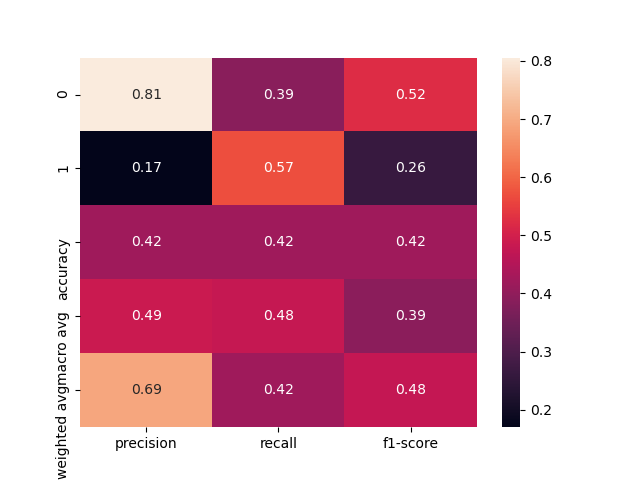 0
0.81 0.39 0.52
1
0.17 0.57 0.26
accuracy
0.42 0.42 0.42
macro avg
0.49 0.48 0.39
weighted avg
0.69 0.42 0.48
precision recall f1-score
0.8
0.7
0.6
0.5
0.4
0.3
0.2